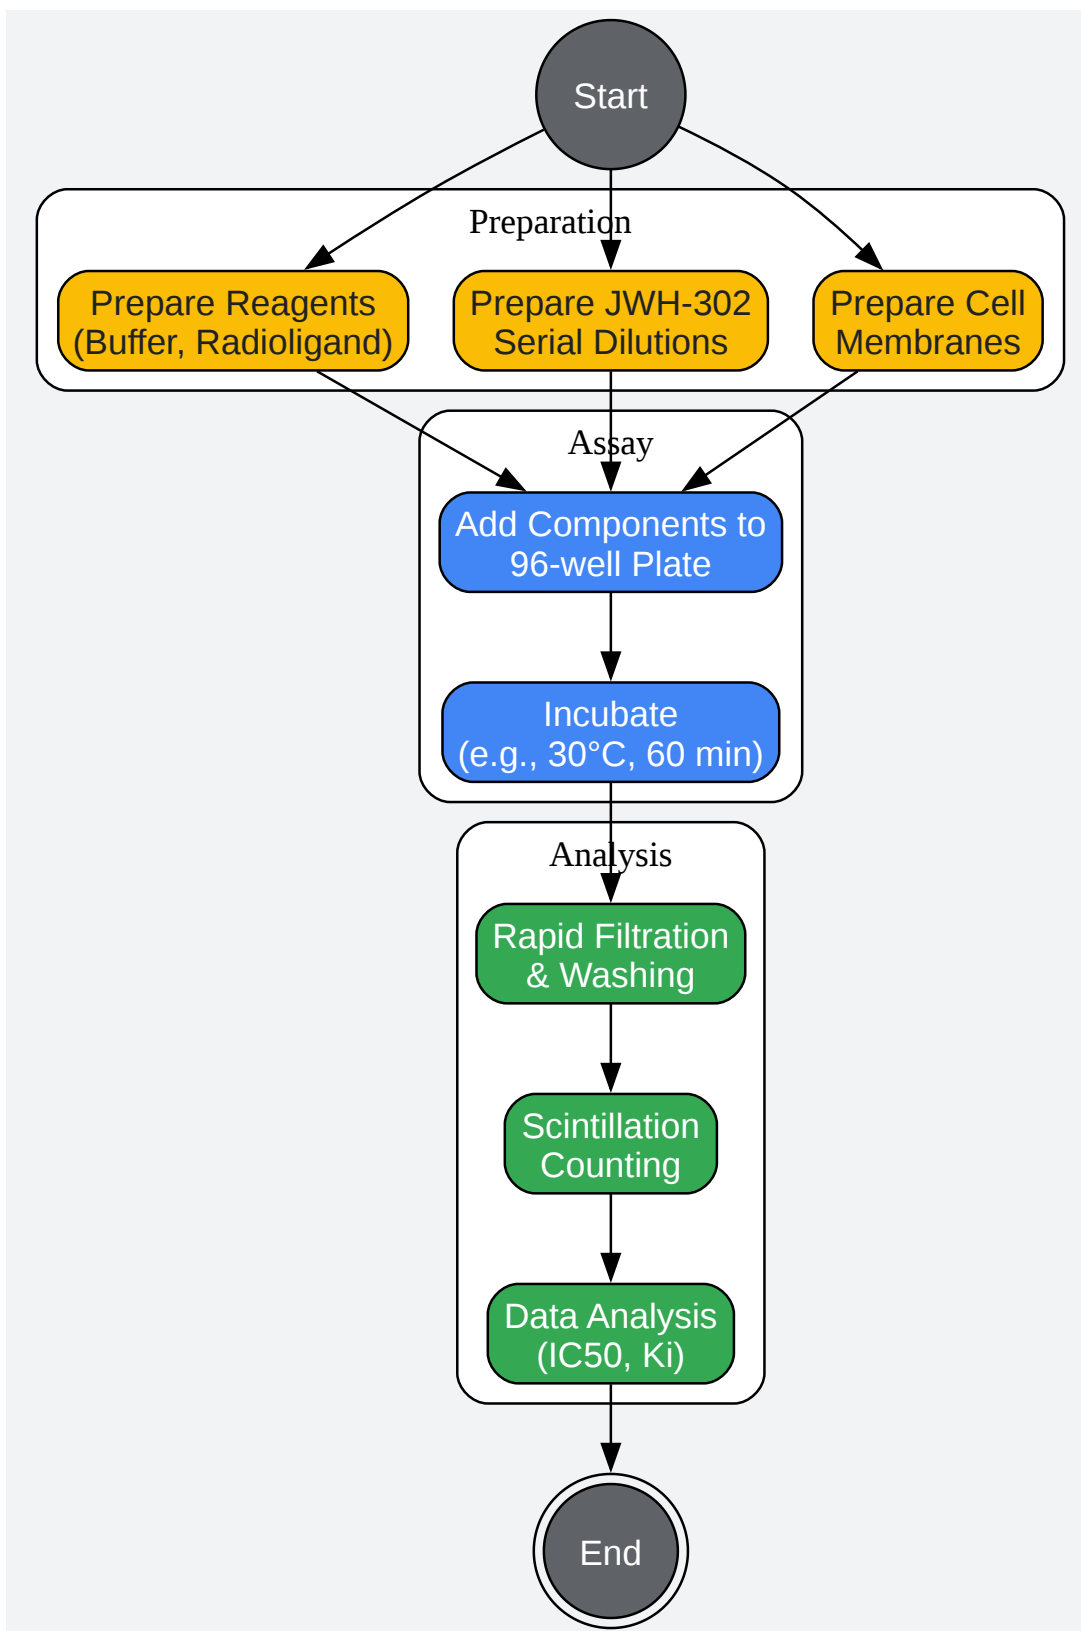 Start
Preparation
Prepare Reagents
(Buffer, Radioligand)
Prepare JWH-302
Serial Dilutions
Prepare Cell
Membranes
Assay
Add Components to
96-well Plate
Incubate
(e.g., 30°C, 60 min)
Analysis
Rapid Filtration
& Washing
Scintillation
Counting
Data Analysis
(IC50, Ki)
End